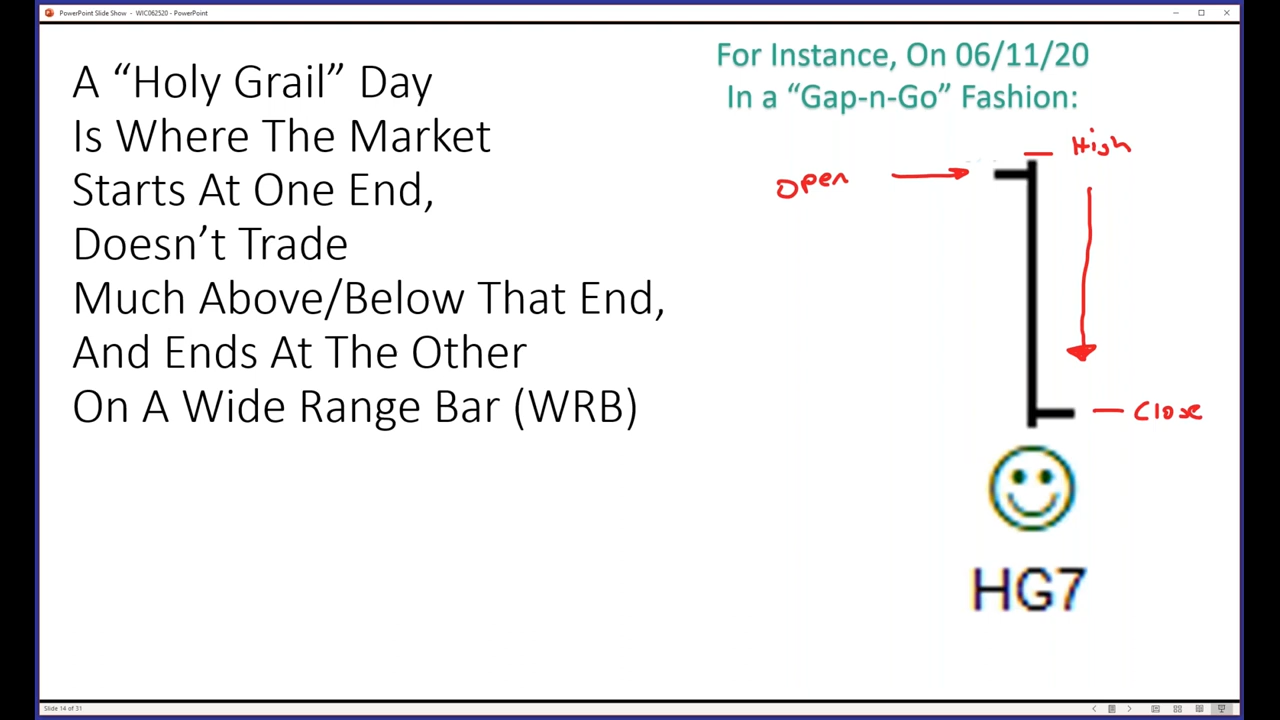 PowerPoint Slide Show - WIC062520 - PowerPoint
A “Holy Grail” Day
Is Where The Market
Starts At One End,
Doesn’t Trade
Much Above/Below That End,
And Ends At The Other
On A Wide Range Bar (WRB)
For Instance, On 06/11/20
In a “Gap-n-Go” Fashion:
High
Open
Close
HG7
Slide 14 of 31